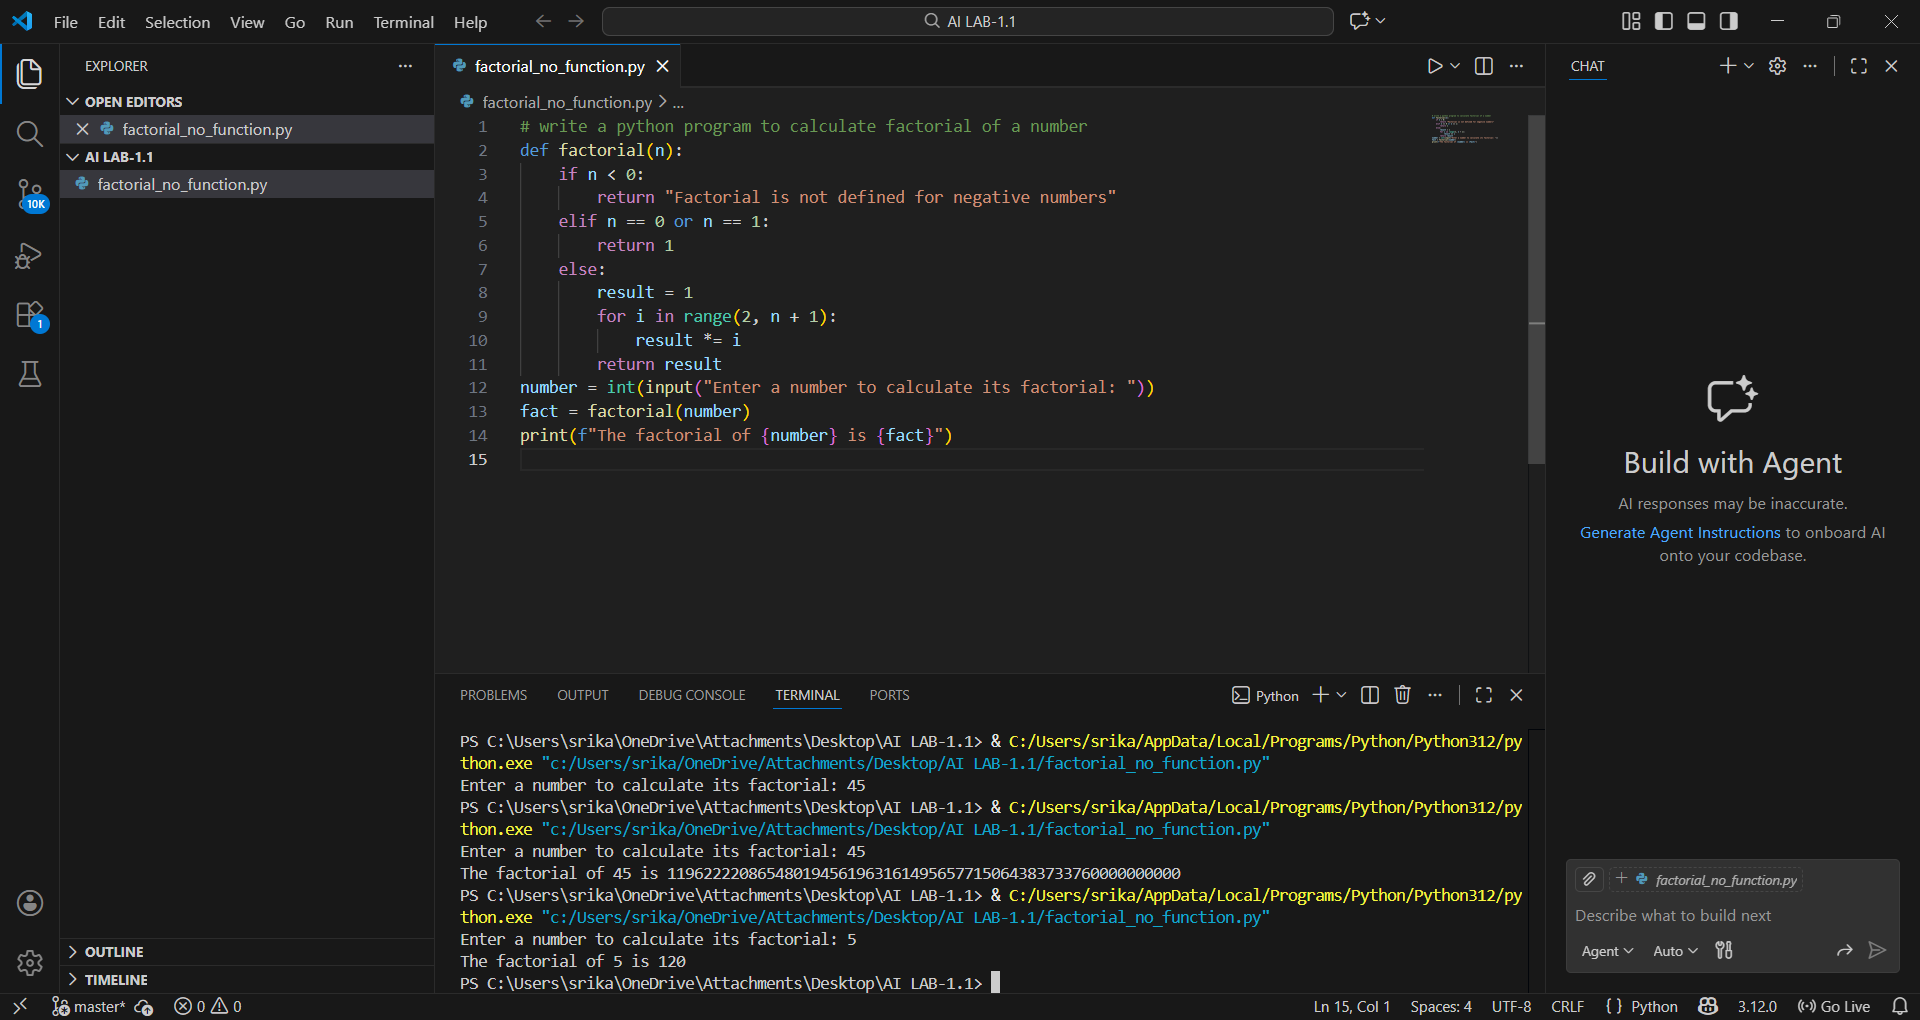 File Edit Selection View Go Run Terminal Help
AI LAB-1.1
EXPLORER
OPEN EDITORS
factorial_no_function.py
AI LAB-1.1
factorial_no_function.py
10K
1
OUTLINE
TIMELINE
factorial_no_function.py
factorial_no_function.py > ...
1 # write a python program to calculate factorial of a number
2 def factorial(n):
3 if n < 0:
4 return "Factorial is not defined for negative numbers"
5 elif n == 0 or n == 1:
6 return 1
7 else:
8 result = 1
9 for i in range(2, n + 1):
10 result *= i
11 return result
12 number = int(input("Enter a number to calculate its factorial: "))
13 fact = factorial(number)
14 print(f"The factorial of {number} is {fact}")
15
PROBLEMS OUTPUT DEBUG CONSOLE TERMINAL PORTS
Python
PS C:\Users\srika\OneDrive\Attachments\Desktop\AI LAB-1.1> & C:/Users/srika/AppData/Local/Programs/Python/Python312/py
thon.exe "c:/Users/srika/OneDrive/Attachments/Desktop/AI LAB-1.1/factorial_no_function.py"
Enter a number to calculate its factorial: 45
PS C:\Users\srika\OneDrive\Attachments\Desktop\AI LAB-1.1> & C:/Users/srika/AppData/Local/Programs/Python/Python312/py
thon.exe "c:/Users/srika/OneDrive/Attachments/Desktop/AI LAB-1.1/factorial_no_function.py"
Enter a number to calculate its factorial: 45
The factorial of 45 is 119622220865480194561963161495657715064383733760000000000
PS C:\Users\srika\OneDrive\Attachments\Desktop\AI LAB-1.1> & C:/Users/srika/AppData/Local/Programs/Python/Python312/py
thon.exe "c:/Users/srika/OneDrive/Attachments/Desktop/AI LAB-1.1/factorial_no_function.py"
Enter a number to calculate its factorial: 5
The factorial of 5 is 120
PS C:\Users\srika\OneDrive\Attachments\Desktop\AI LAB-1.1>
CHAT
Build with Agent
AI responses may be inaccurate.
Generate Agent Instructions to onboard AI
onto your codebase.
factorial_no_function.py
Describe what to build next
Agent Auto
master* 0 0
Ln 15, Col 1 Spaces: 4 UTF-8 CRLF { } Python 3.12.0 Go Live